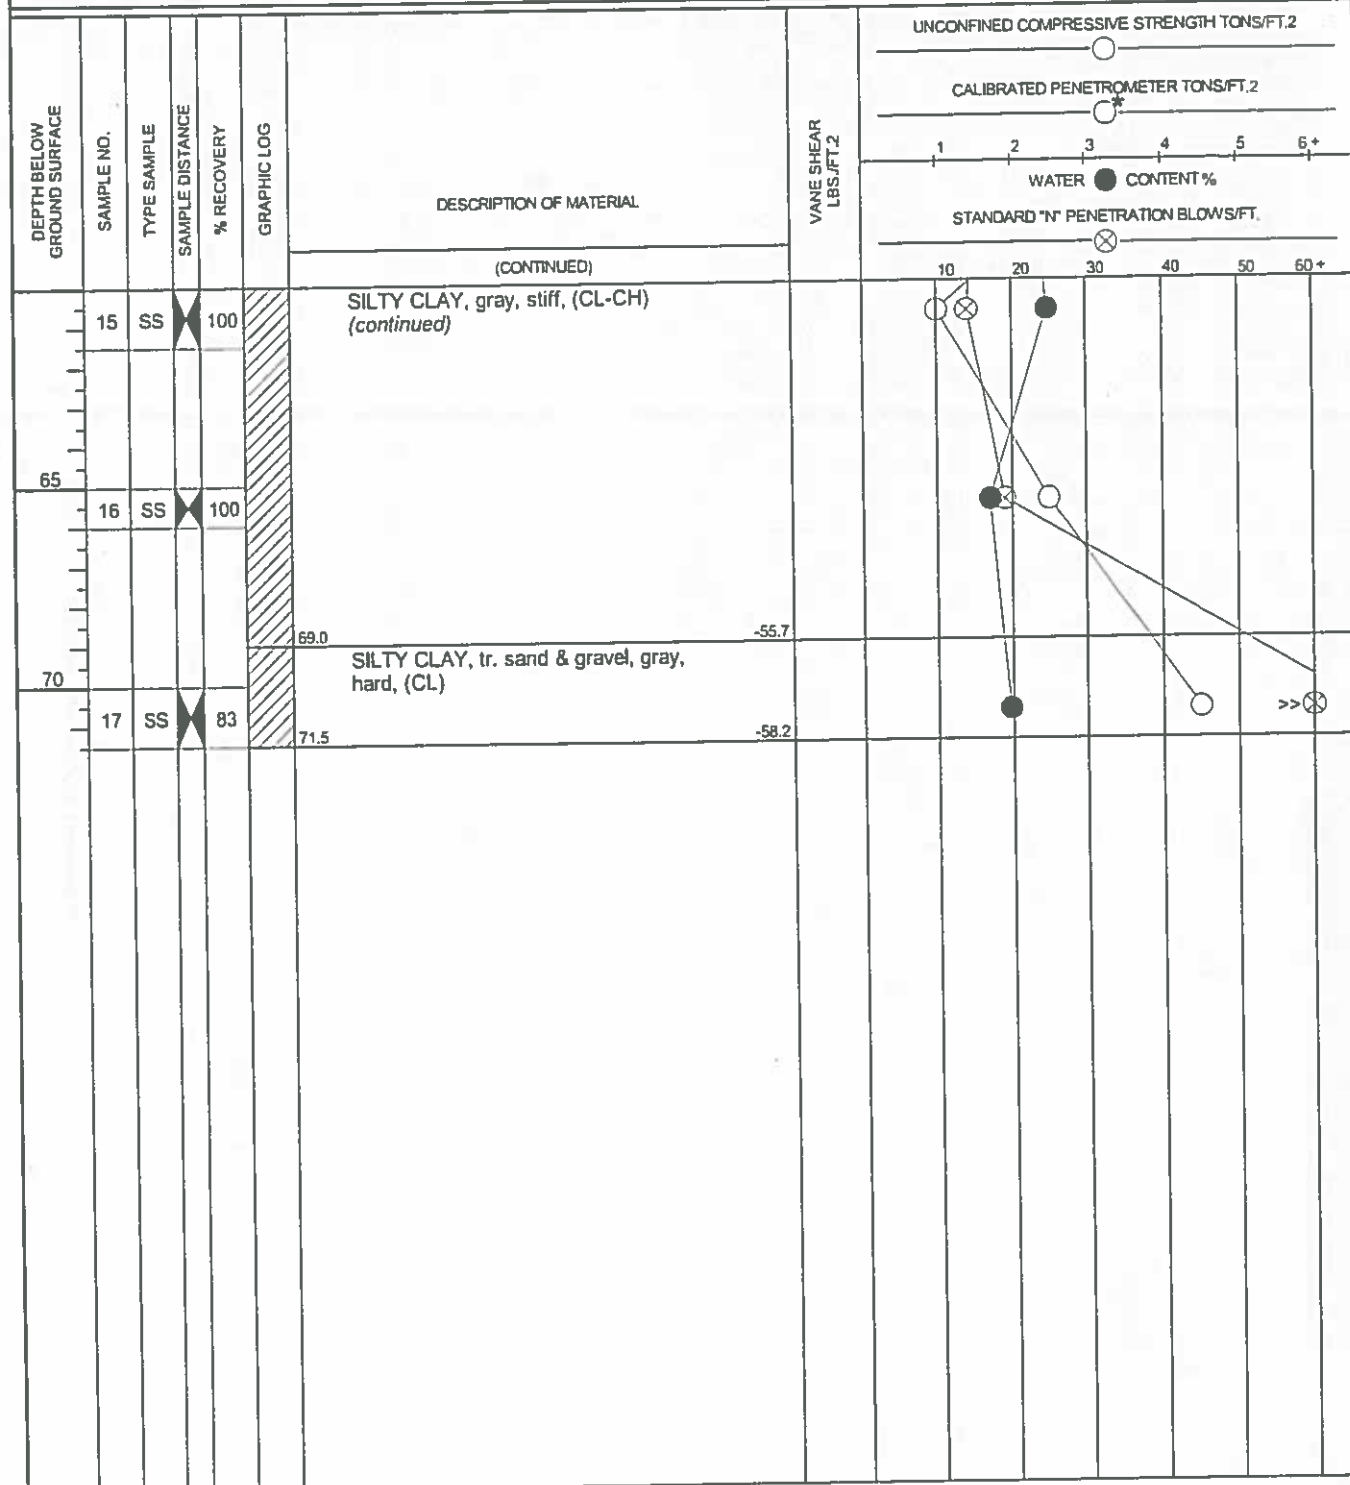 UNCONFINED COMPRESSIVE STRENGTH TONS/FT.2
CALIBRATED PENETROMETER TONS/FT.2
*
1 2 3 4 5 6+
WATER CONTENT %
STANDARD "N" PENETRATION BLOWS/FT.
10 20 30 40 50 60+
DEPTH BELOW
GROUND SURFACE
SAMPLE NO.
TYPE SAMPLE
SAMPLE DISTANCE
% RECOVERY
GRAPHIC LOG
DESCRIPTION OF MATERIAL
(CONTINUED)
VANE SHEAR
LBS./FT.2
SILTY CLAY, gray, stiff, (CL-CH)
(continued)
15 SS 100
65
16 SS 100
69.0 -55.7
SILTY CLAY, tr. sand & gravel, gray,
hard, (CL)
70
17 SS 83
>>
71.5 -58.2